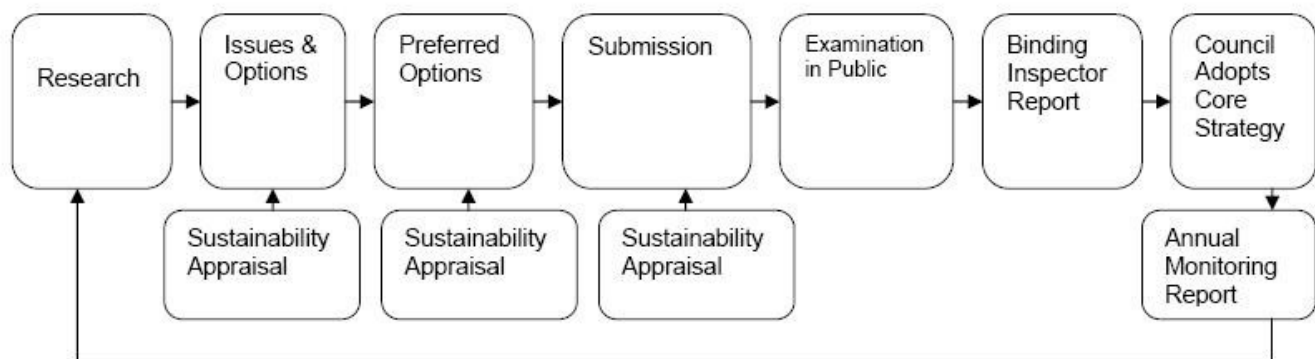 Research
Issues &
Options
Preferred
Options
Submission
Examination
in Public
Binding
Inspector
Report
Council
Adopts
Core
Strategy
Sustainability
Appraisal
Sustainability
Appraisal
Sustainability
Appraisal
Annual
Monitoring
Report